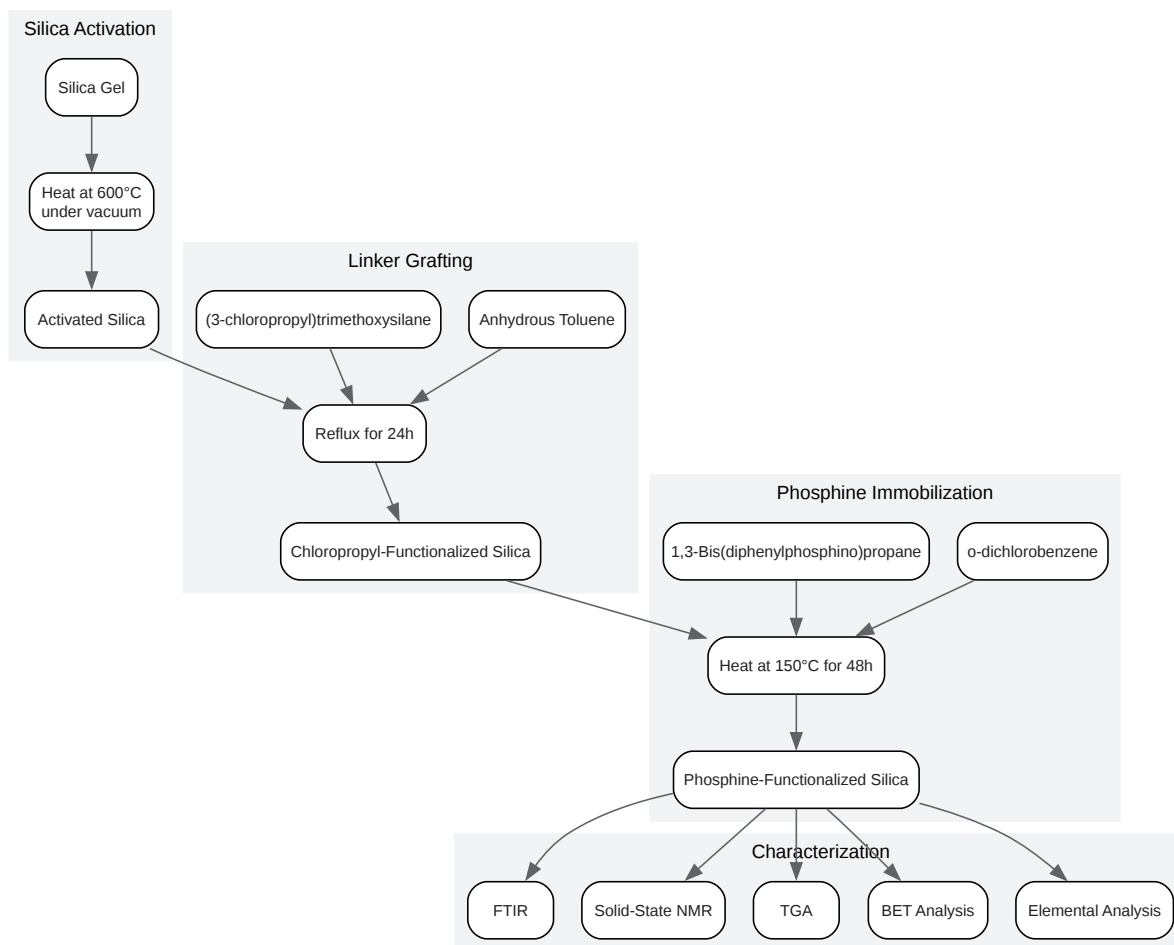 Silica Activation
Silica Gel
Heat at 600°C
under vacuum
Activated Silica
Linker Grafting
(3-chloropropyl)trimethoxysilane
Anhydrous Toluene
Reflux for 24h
Chloropropyl-Functionalized Silica
Phosphine Immobilization
1,3-Bis(diphenylphosphino)propane
o-dichlorobenzene
Heat at 150°C for 48h
Phosphine-Functionalized Silica
Characterization
FTIR
Solid-State NMR
TGA
BET Analysis
Elemental Analysis